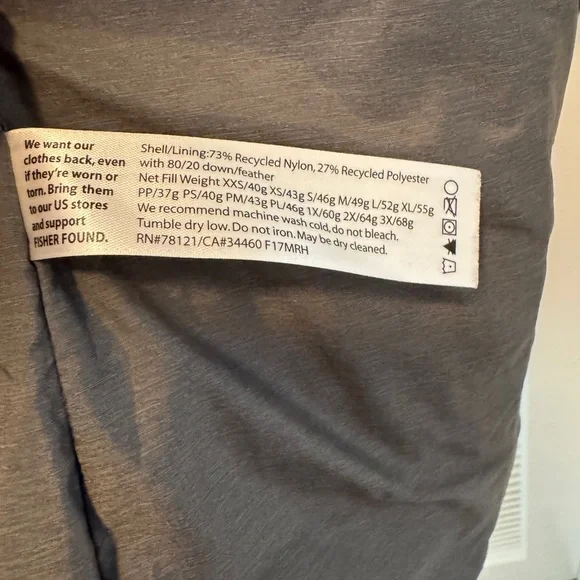 We want our
clothes back, even
if they're worn or
torn. Bring them
to our US stores
and support
FISHER FOUND.
Shell/Lining:73% Recycled Nylon, 27% Recycled Polyester
with 80/20 down/feather
Net Fill Weight XXS/40g XS/43g S/46g M/49g L/52g XL/55g
PP/37g PS/40g PM/43g PL/46g 1X/60g 2X/64g 3X/68g
We recommend machine wash cold, do not bleach.
Tumble dry low. Do not iron. May be dry cleaned.
RN#78121/CA#34460 F17MRH